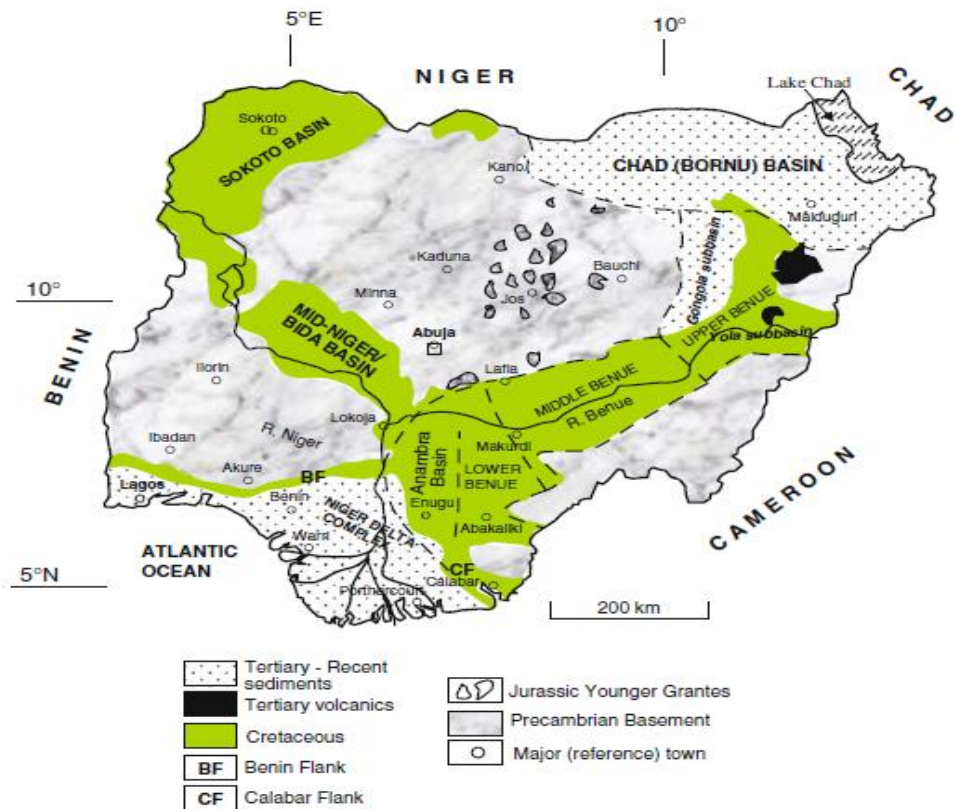 5°E
10°
NIGER
CHAD
Lake Chad
Sokoto
SOKOTO BASIN
Kano
CHAD (BORNU) BASIN
Maiduguri
Kaduna
Bauchi
Gongola subbasin
10°
Minna
Jos
MID-NIGER/
BIDA BASIN
Abuja
UPPER BENUE
Yola subbasin
BENIN
Ilorin
Lafia
MIDDLE BENUE
R. Benue
Lokoja
R. Niger
Ibadan
Makurdi
Akure
BF
Anambra
Basin
LOWER
BENUE
Lagos
Benin
Enugu
Abakaliki
NIGER DELTA
COMPLEX
Warri
ATLANTIC
OCEAN
CAMEROON
CF
Calabar
5°N
Portharcourt
200 km
Tertiary - Recent
sediments
Tertiary volcanics
Cretaceous
BF Benin Flank
CF Calabar Flank
Jurassic Younger Grantes
Precambrian Basement
Major (reference) town